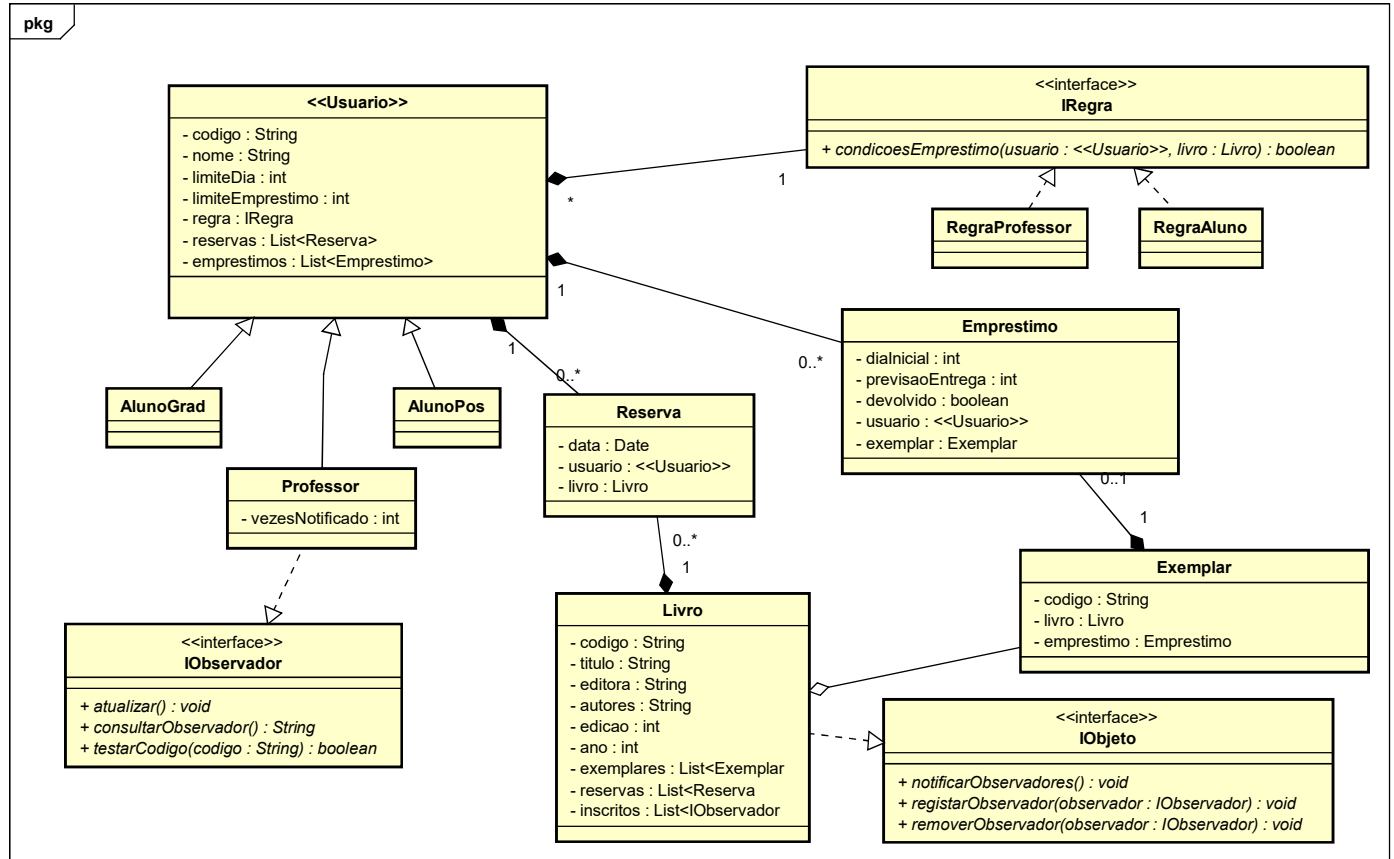 pkg
<<Usuario>>
- codigo : String
- nome : String
- limiteDia : int
- limiteEmprestimo : int
- regra : IRegra
- reservas : List<Reserva>
- emprestimos : List<Emprestimo>
<<interface>>
IRegra
+ condicoesEmprestimo(usuario : <<Usuario>>, livro : Livro) : boolean
1
*
RegraProfessor
RegraAluno
1
0..*
Emprestimo
- diaInicial : int
- previsaoEntrega : int
- devolvido : boolean
- usuario : <<Usuario>>
- exemplar : Exemplar
1
0..*
AlunoGrad
AlunoPos
Reserva
- data : Date
- usuario : <<Usuario>>
- livro : Livro
Professor
- vezesNotificado : int
0..1
1
0..*
1
Exemplar
- codigo : String
- livro : Livro
- emprestimo : Emprestimo
<<interface>>
IObservador
+ atualizar() : void
+ consultarObservador() : String
+ testarCodigo(codigo : String) : boolean
Livro
- codigo : String
- titulo : String
- editora : String
- autores : String
- edicao : int
- ano : int
- exemplares : List<Exemplar
- reservas : List<Reserva
- inscritos : List<IObservador
<<interface>>
IObjeto
+ notificarObservadores() : void
+ registarObservador(observador : IObservador) : void
+ removerObservador(observador : IObservador) : void